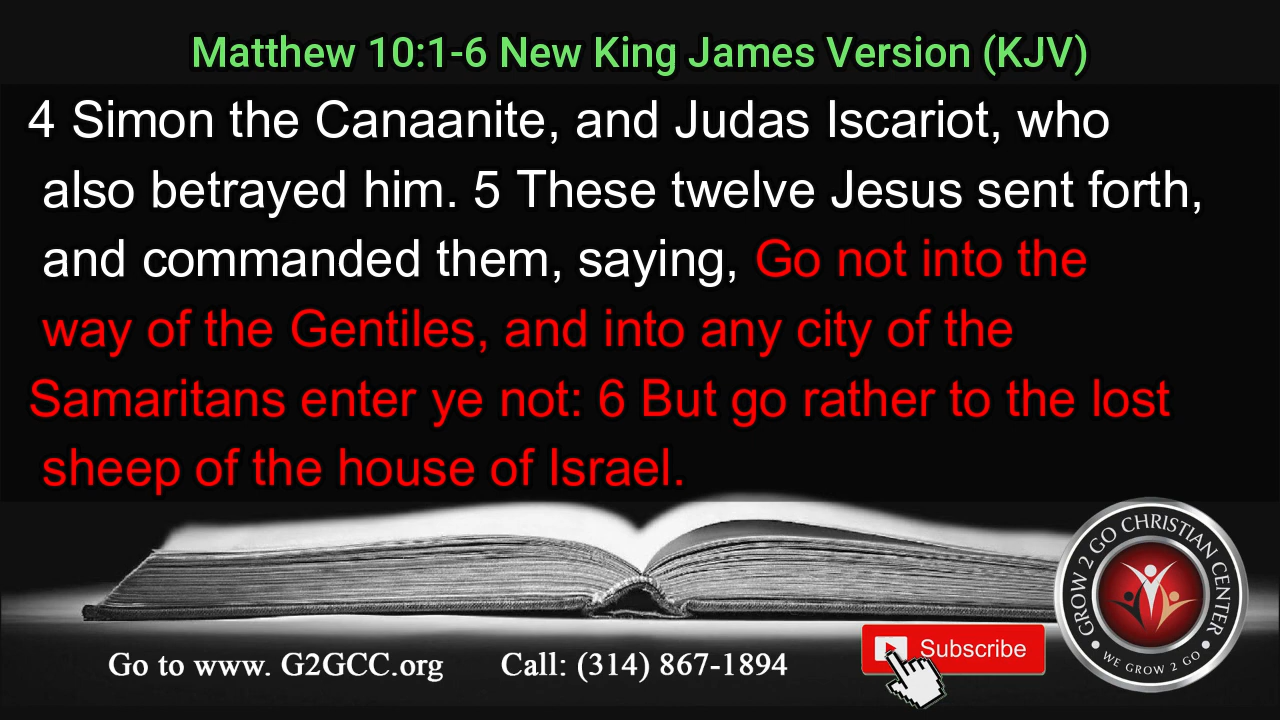 Matthew 10:1-6 New King James Version (KJV)
4 Simon the Canaanite, and Judas Iscariot, who
also betrayed him. 5 These twelve Jesus sent forth,
and commanded them, saying, Go not into the
way of the Gentiles, and into any city of the
Samaritans enter ye not: 6 But go rather to the lost
sheep of the house of Israel.
GROW 2 GO CHRISTIAN CENTER
WE GROW 2 GO
Subscribe
Go to www. G2GCC.org Call: (314) 867-1894